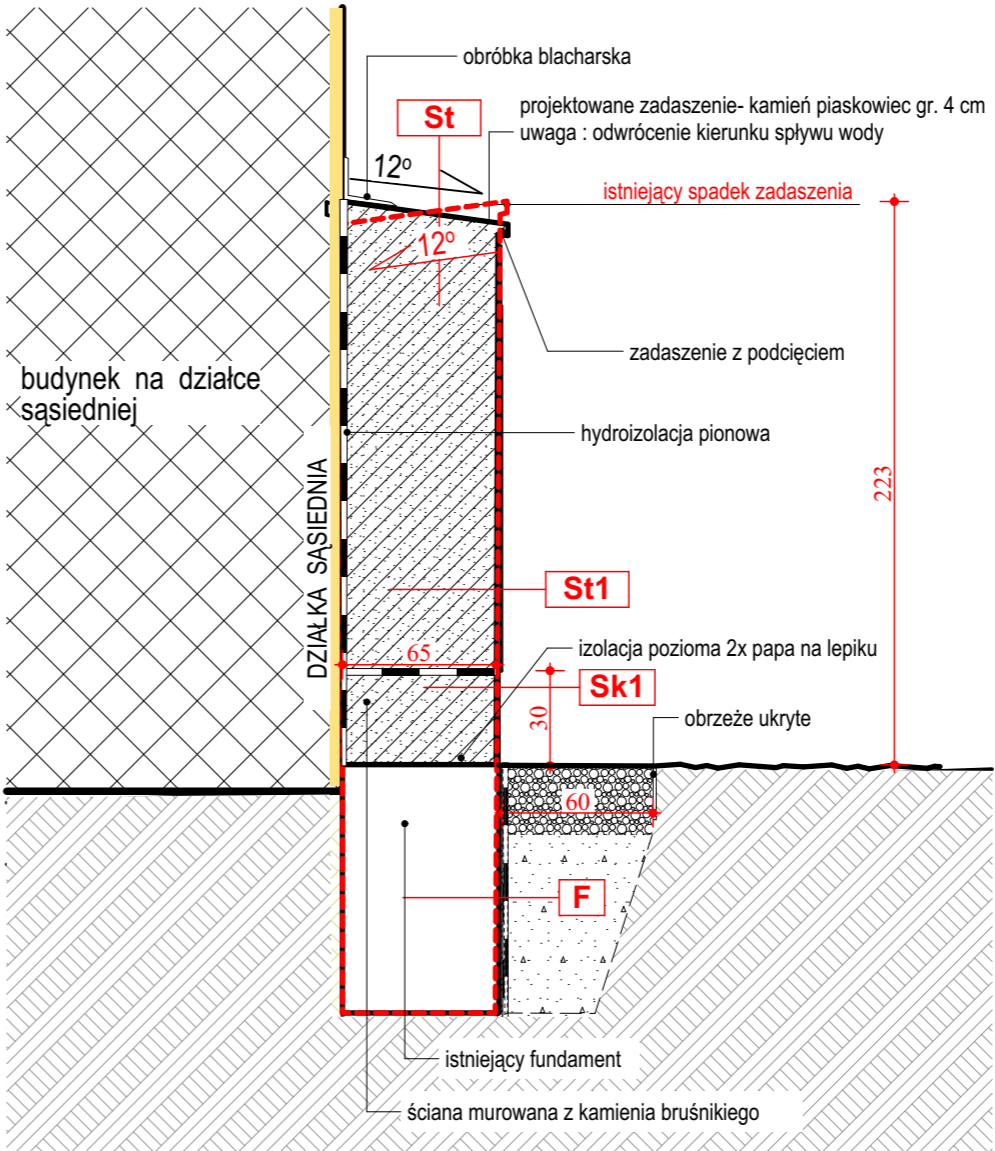 obróbka blacharska
St
projektowane zadaszenie- kamień piaskowiec gr. 4 cm
uwaga : odwrócenie kierunku spływu wody
12º
istniejący spadek zadaszenia
12º
zadaszenie z podcięciem
budynek na działce
sąsiedniej
hydroizolacja pionowa
223
DZIAŁKA SĄSIEDNIA
St1
65
izolacja pozioma 2x papa na lepiku
Sk1
30
obrzeże ukryte
60
F
istniejący fundament
ściana murowana z kamienia bruśnikiego